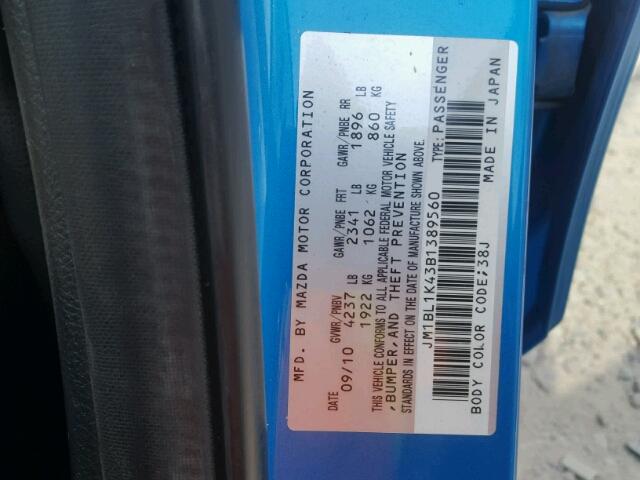 MFD. BY MAZDA MOTOR CORPORATION
DATE GVWR/PNBV GAWR/PNBE FRT GAWR/PNBE RR
09/10 4237 LB 2341 LB 1896 LB
1922 KG 1062 KG 860 KG
THIS VEHICLE CONFORMS TO ALL APPLICABLE FEDERAL MOTOR VEHICLE SAFETY
,BUMPER,AND THEFT PREVENTION
STANDARDS IN EFFECT ON THE DATE OF MANUFACTURE SHOWN ABOVE.
JM1BL1K43B1389560 TYPE: PASSENGER
BODY COLOR CODE;38J MADE IN JAPAN